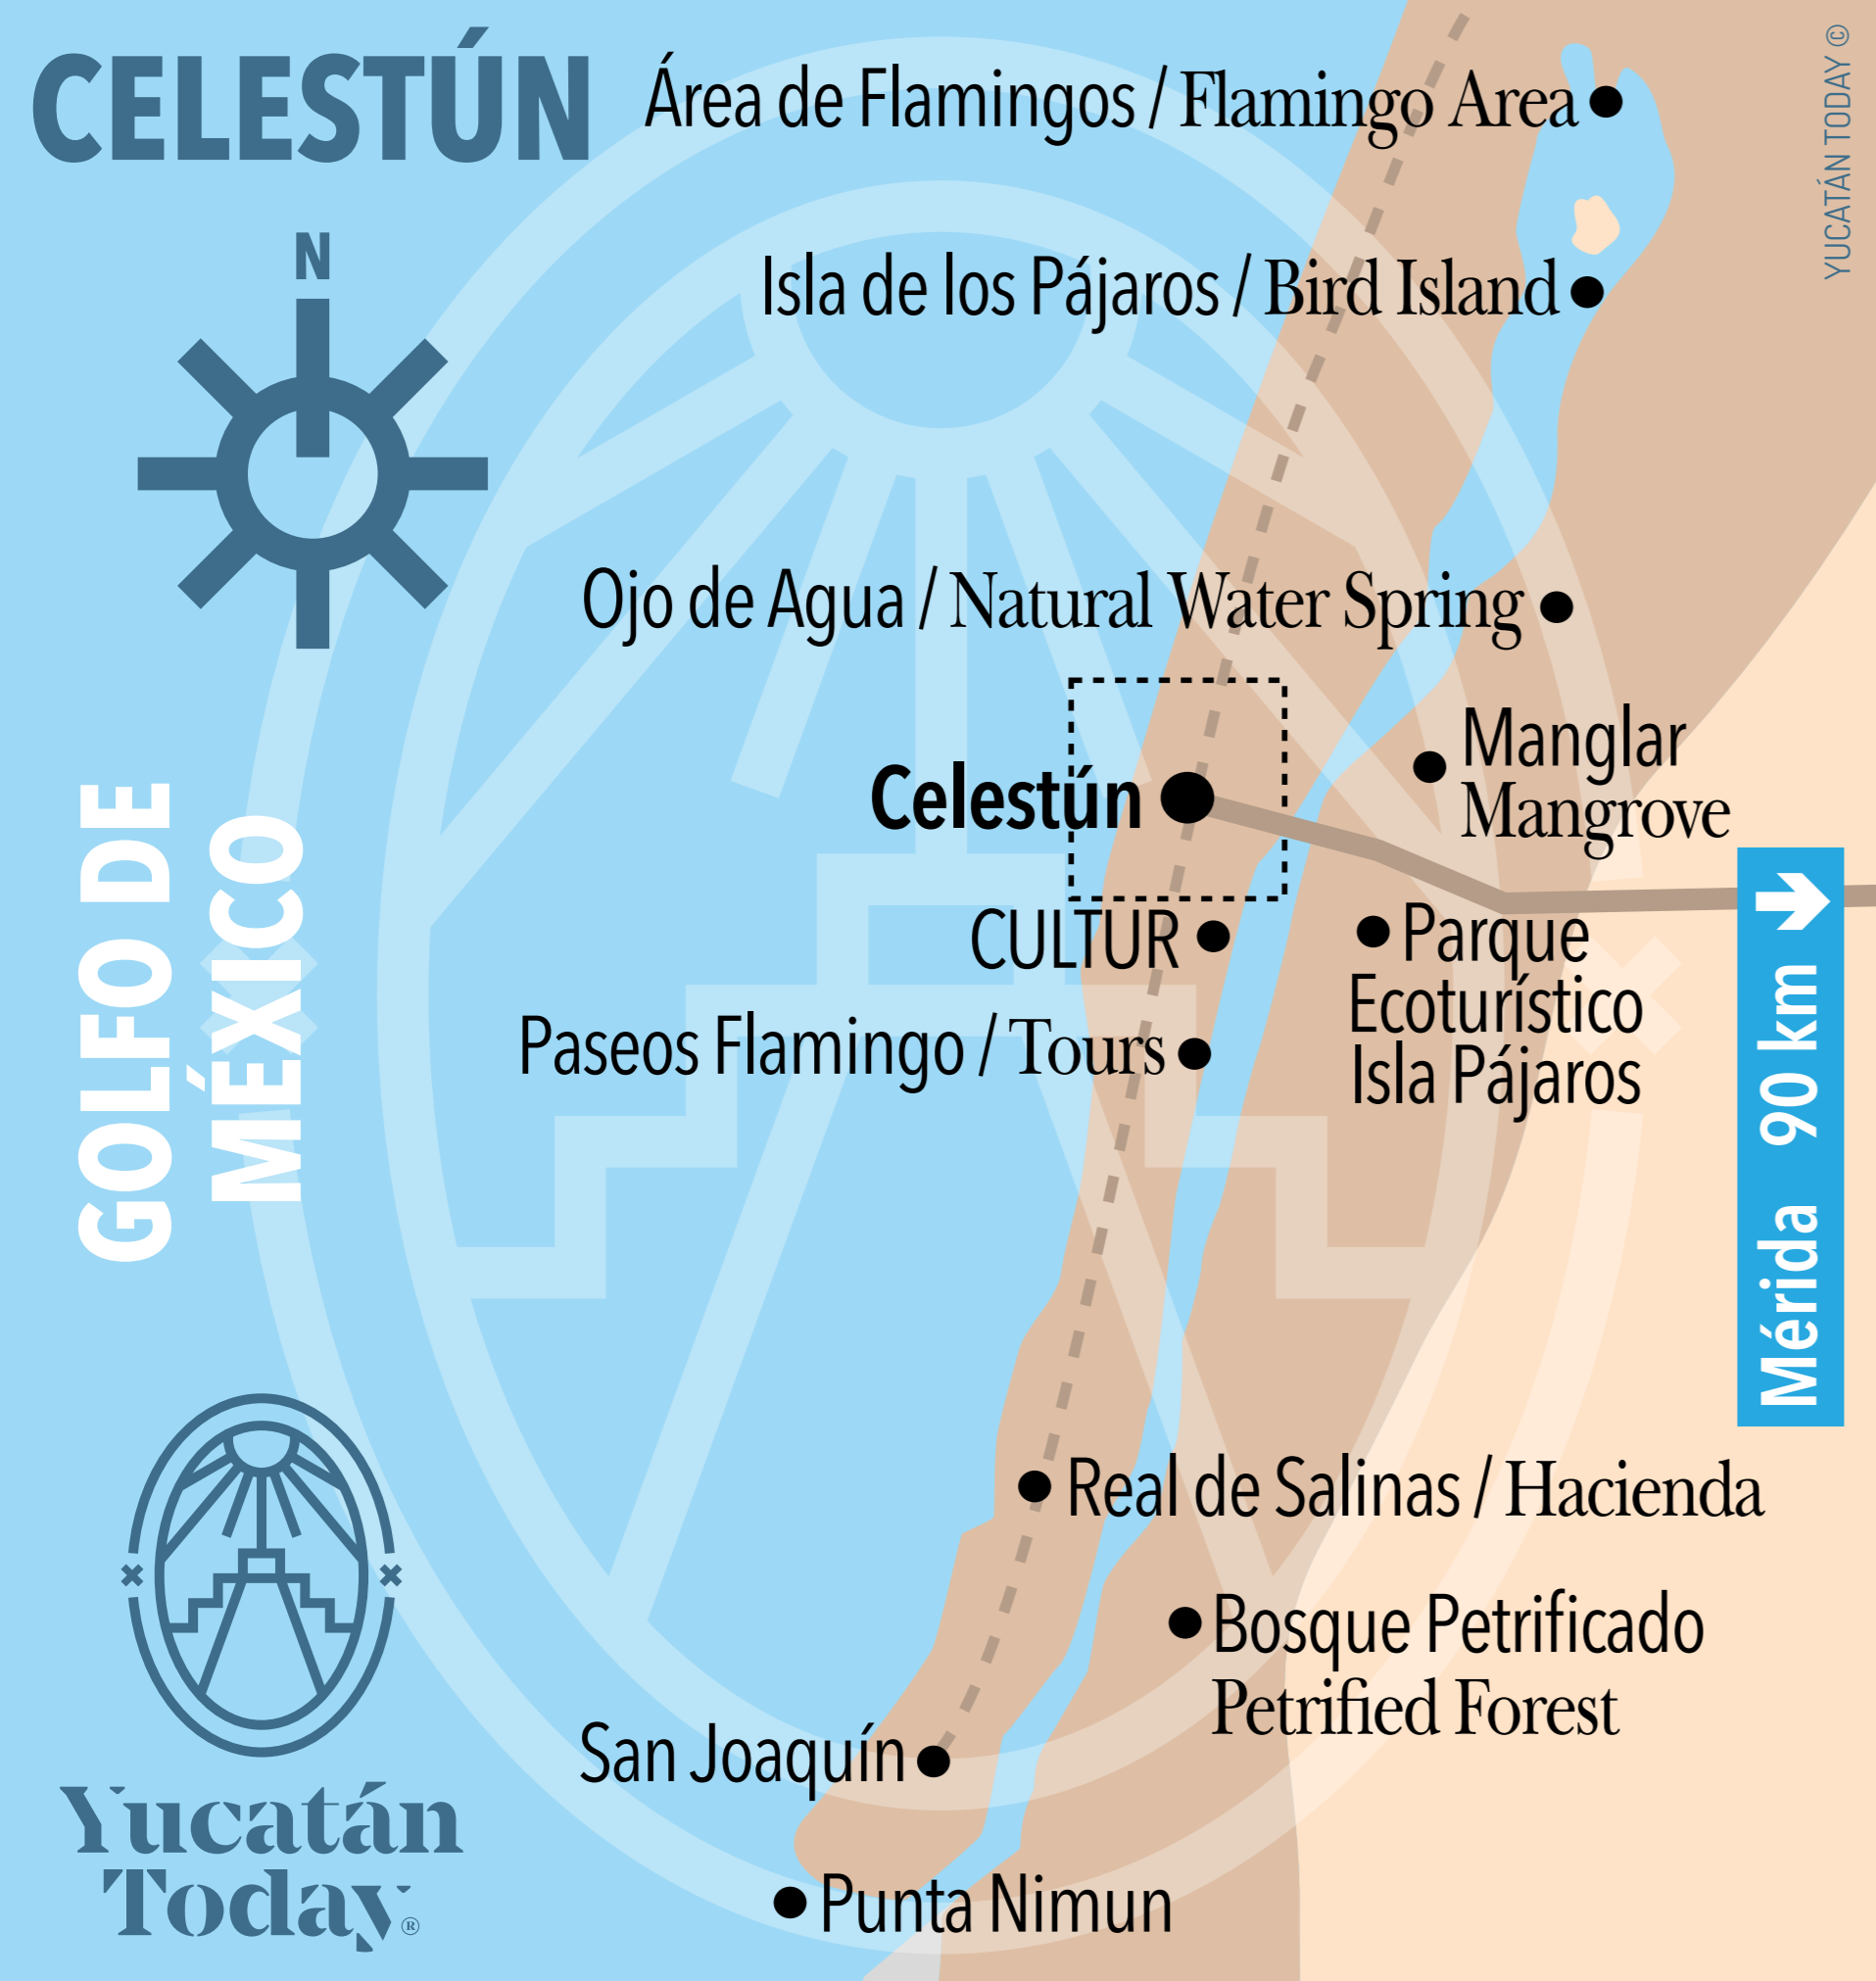 CELESTÚN
YUCATÁN TODAY ©
Área de Flamingos / Flamingo Area
N
Isla de los Pájaros / Bird Island
Ojo de Agua / Natural Water Spring
Manglar
Mangrove
Celestún
GOLFO DE
MÉXICO
CULTUR
Parque
Ecoturístico
Isla Pájaros
Paseos Flamingo / Tours
Mérida 90 km
Real de Salinas / Hacienda
Bosque Petrificado
Petrified Forest
San Joaquín
Punta Nimun
Yucatán
Today®